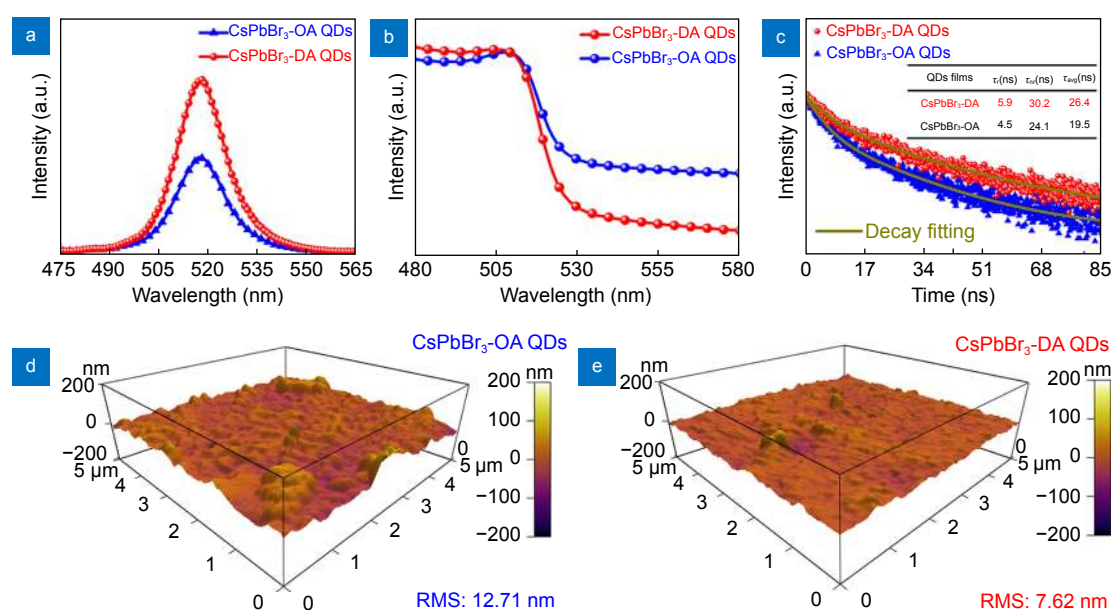 a
CsPbBr₃-OA QDs
CsPbBr₃-DA QDs
Intensity (a.u.)
475 490 505 520 535 550 565
Wavelength (nm)
b
CsPbBr₃-DA QDs
CsPbBr₃-OA QDs
Intensity (a.u.)
480 505 530 555 580
Wavelength (nm)
c
CsPbBr₃-DA QDs
CsPbBr₃-OA QDs
QDs films τᵣ(ns) τₙᵣ(ns) τavg(ns)
CsPbBr₃-DA 5.9 30.2 26.4
CsPbBr₃-OA 4.5 24.1 19.5
Decay fitting
Intensity (a.u.)
0 17 34 51 68 85
Time (ns)
d
CsPbBr₃-OA QDs
nm
200
0
−200
5 μm
4
3
2
1
0
0
1
2
3
4
5 μm
0
nm
200
100
0
−100
−200
RMS: 12.71 nm
e
CsPbBr₃-DA QDs
nm
200
0
−200
5 μm
4
3
2
1
0
0
1
2
3
4
5 μm
0
nm
200
100
0
−100
−200
RMS: 7.62 nm